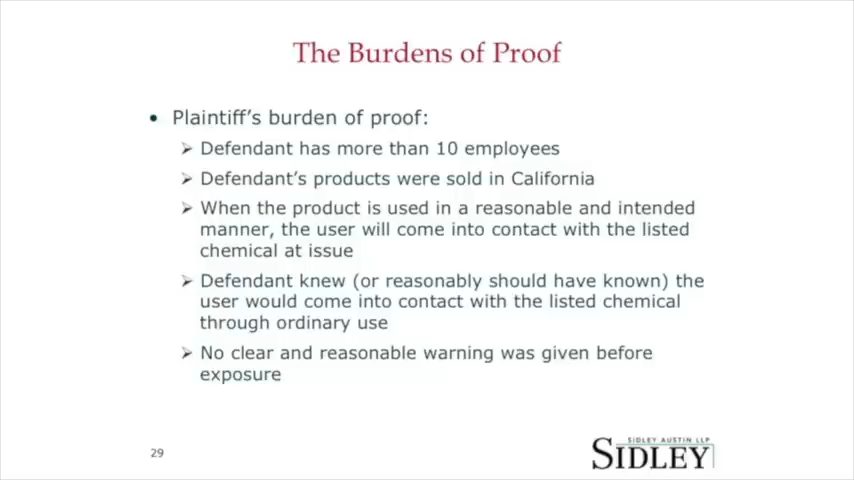 The Burdens of Proof
• Plaintiff's burden of proof:
➢ Defendant has more than 10 employees
➢ Defendant's products were sold in California
➢ When the product is used in a reasonable and intended
manner, the user will come into contact with the listed
chemical at issue
➢ Defendant knew (or reasonably should have known) the
user would come into contact with the listed chemical
through ordinary use
➢ No clear and reasonable warning was given before
exposure
29
SIDLEY AUSTIN LLP
SIDLEY